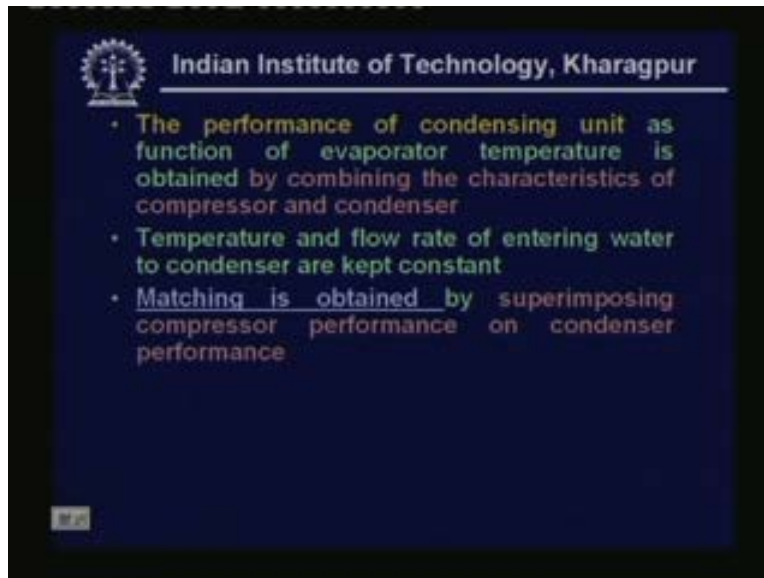 Indian Institute of Technology, Kharagpur
• The performance of condensing unit as
function of evaporator temperature is
obtained by combining the characteristics of
compressor and condenser
• Temperature and flow rate of entering water
to condenser are kept constant
• Matching is obtained by superimposing
compressor performance on condenser
performance